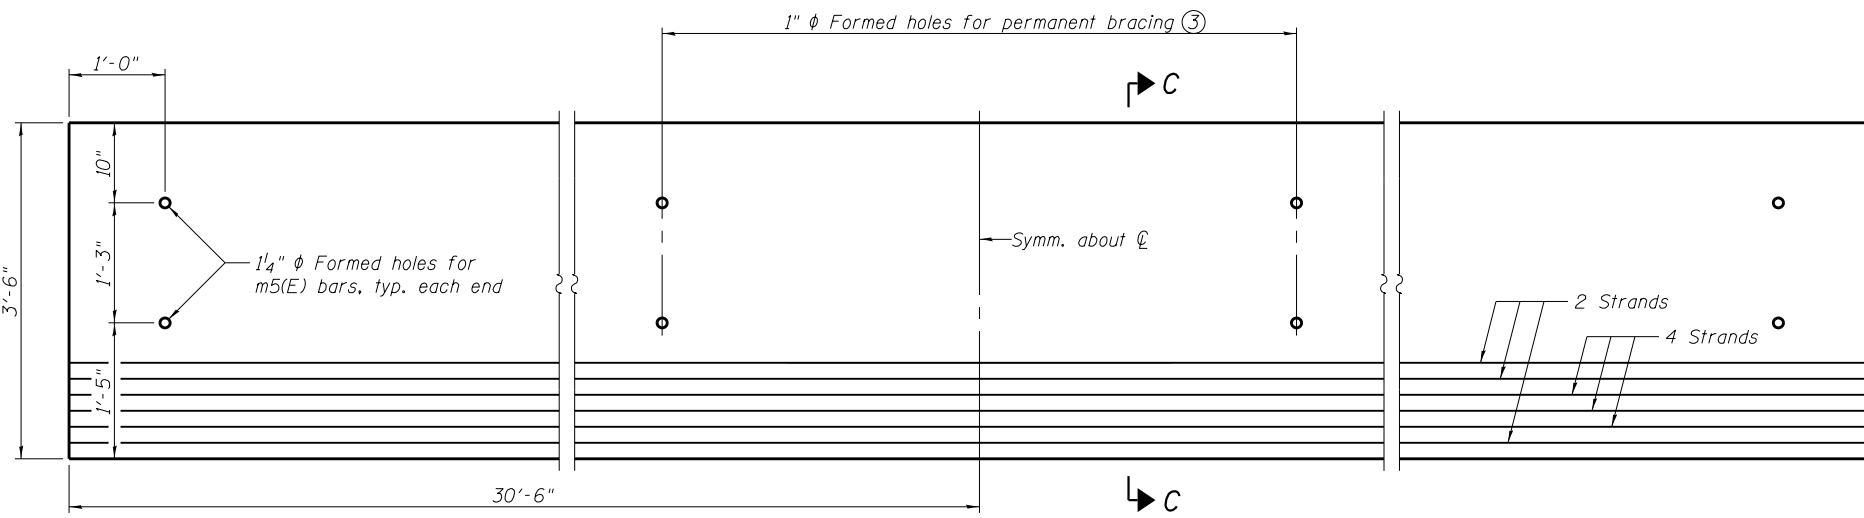 1" ϕ Formed holes for permanent bracing ③
1'-0"
C
10"
1'-3"
3'-6"
1'-5"
1¼" ϕ Formed holes for
m5(E) bars, typ. each end
Symm. about ℄
2 Strands
4 Strands
30'-6"
C